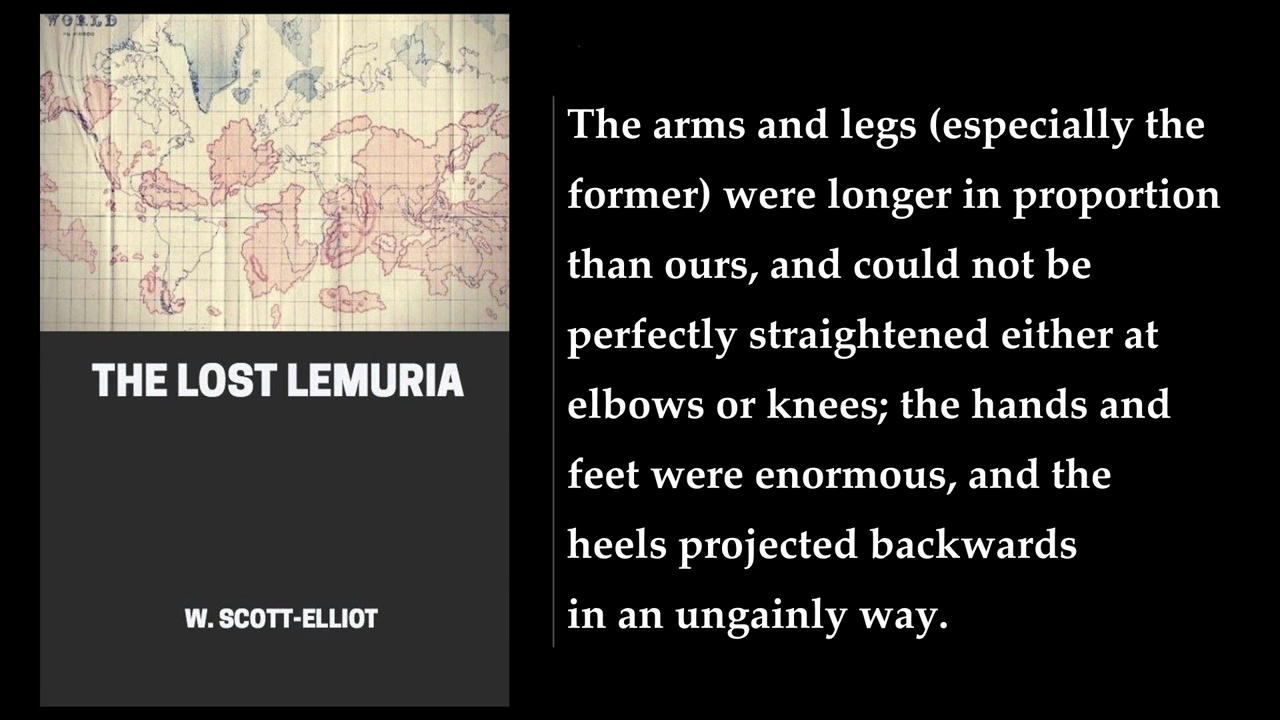 WORLD
THE LOST LEMURIA
W. SCOTT-ELLIOT
The arms and legs (especially the
former) were longer in proportion
than ours, and could not be
perfectly straightened either at
elbows or knees; the hands and
feet were enormous, and the
heels projected backwards
in an ungainly way.